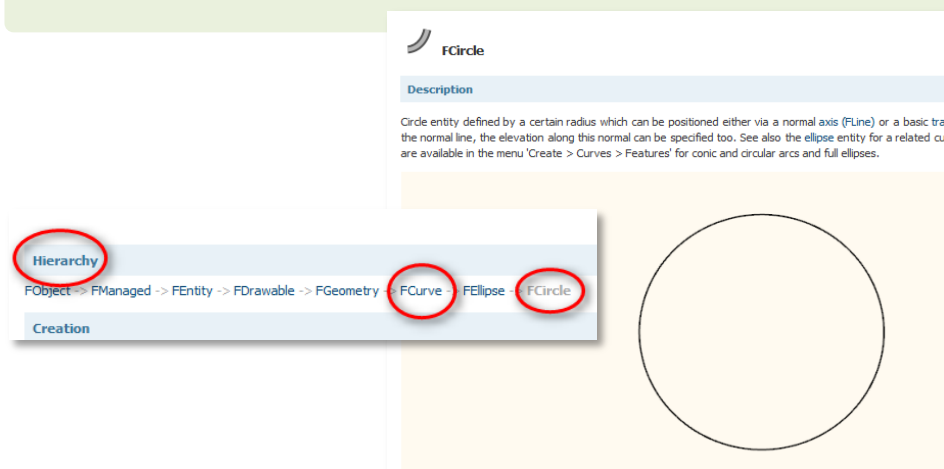 FCircle
Description
Circle entity defined by a certain radius which can be positioned either via a normal axis (FLine) or a basic
the normal line, the elevation along this normal can be specified too. See also the ellipse entity for a related
are available in the menu 'Create > Curves > Features' for conic and circular arcs and full ellipses.
Hierarchy
FObject -> FManaged -> FEntity -> FDrawable -> FGeometry -> FCurve -> FEllipse -> FCircle
Creation